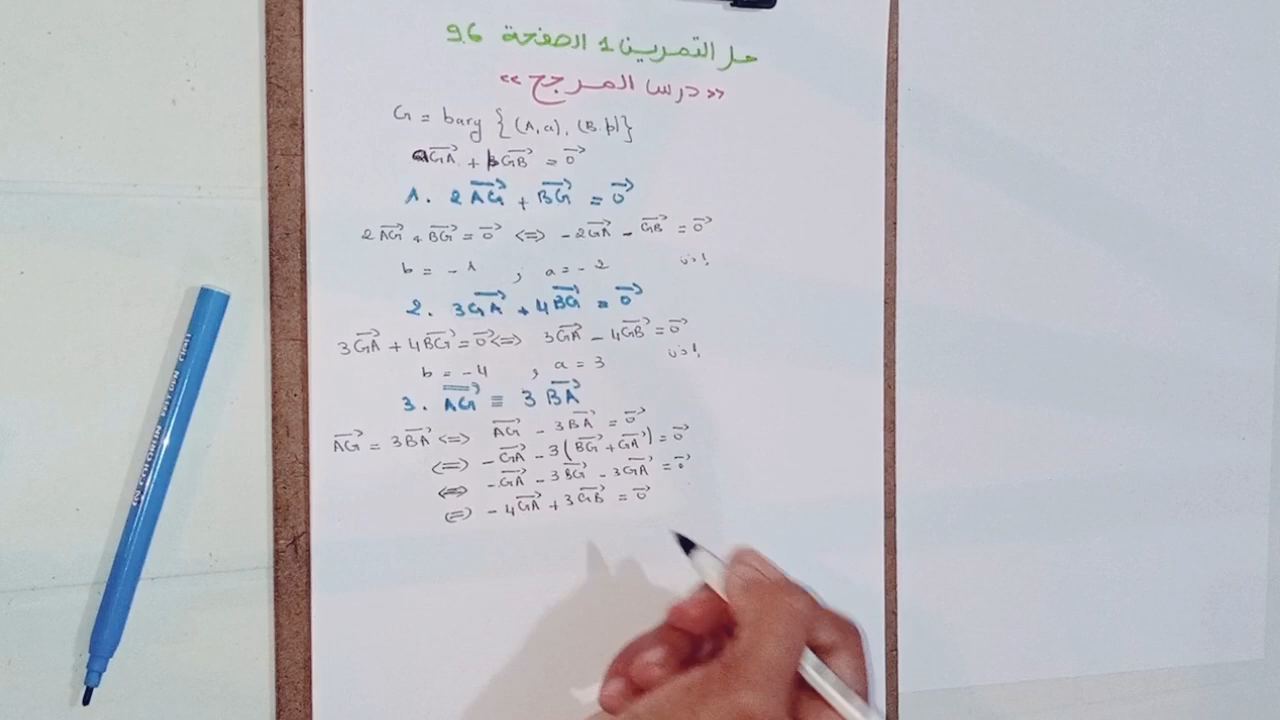 حل التمرين 1 الصفحة 96
«درس المرجح»
G = bary {(A,a), (B,b)}
aGA⃗ + bGB⃗ = 0⃗
1. 2AG⃗ + BG⃗ = 0⃗
2AG⃗ + BG⃗ = 0⃗ <=> -2GA⃗ - GB⃗ = 0⃗
إذن a = -2 ; b = -1
2. 3GA⃗ + 4BG⃗ = 0⃗
3GA⃗ + 4BG⃗ = 0⃗ <=> 3GA⃗ - 4GB⃗ = 0⃗
إذن a = 3 , b = -4
3. AG⃗ = 3BA⃗
AG⃗ = 3BA⃗ <=> AG⃗ - 3BA⃗ = 0⃗
<=> -GA⃗ - 3(BG⃗ + GA⃗) = 0⃗
<=> -GA⃗ - 3BG⃗ - 3GA⃗ = 0⃗
<=> -4GA⃗ + 3GB⃗ = 0⃗